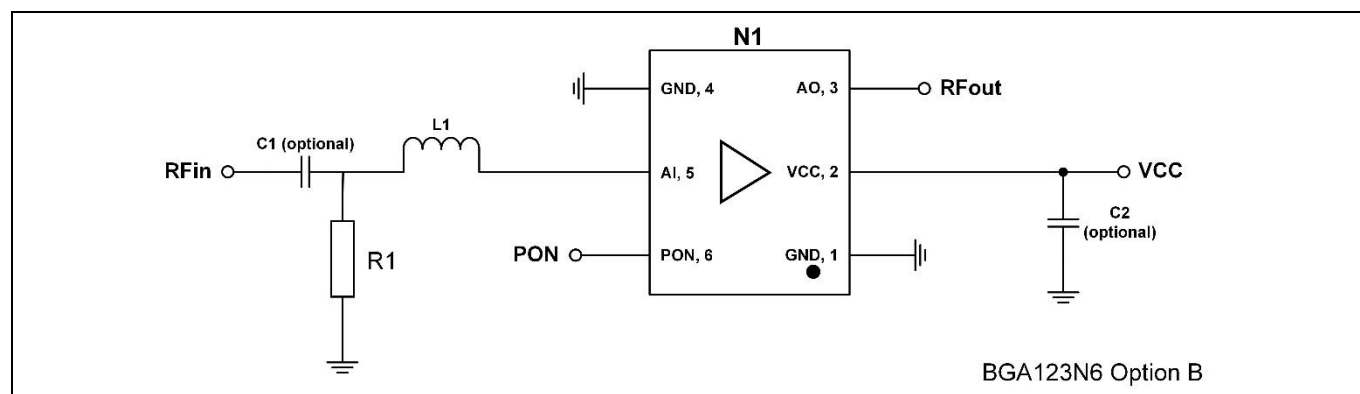 N1
GND, 4
AO, 3
RFout
C1 (optional)
L1
RFin
AI, 5
VCC, 2
VCC
C2
(optional)
R1
PON
PON, 6
GND, 1
BGA123N6 Option B